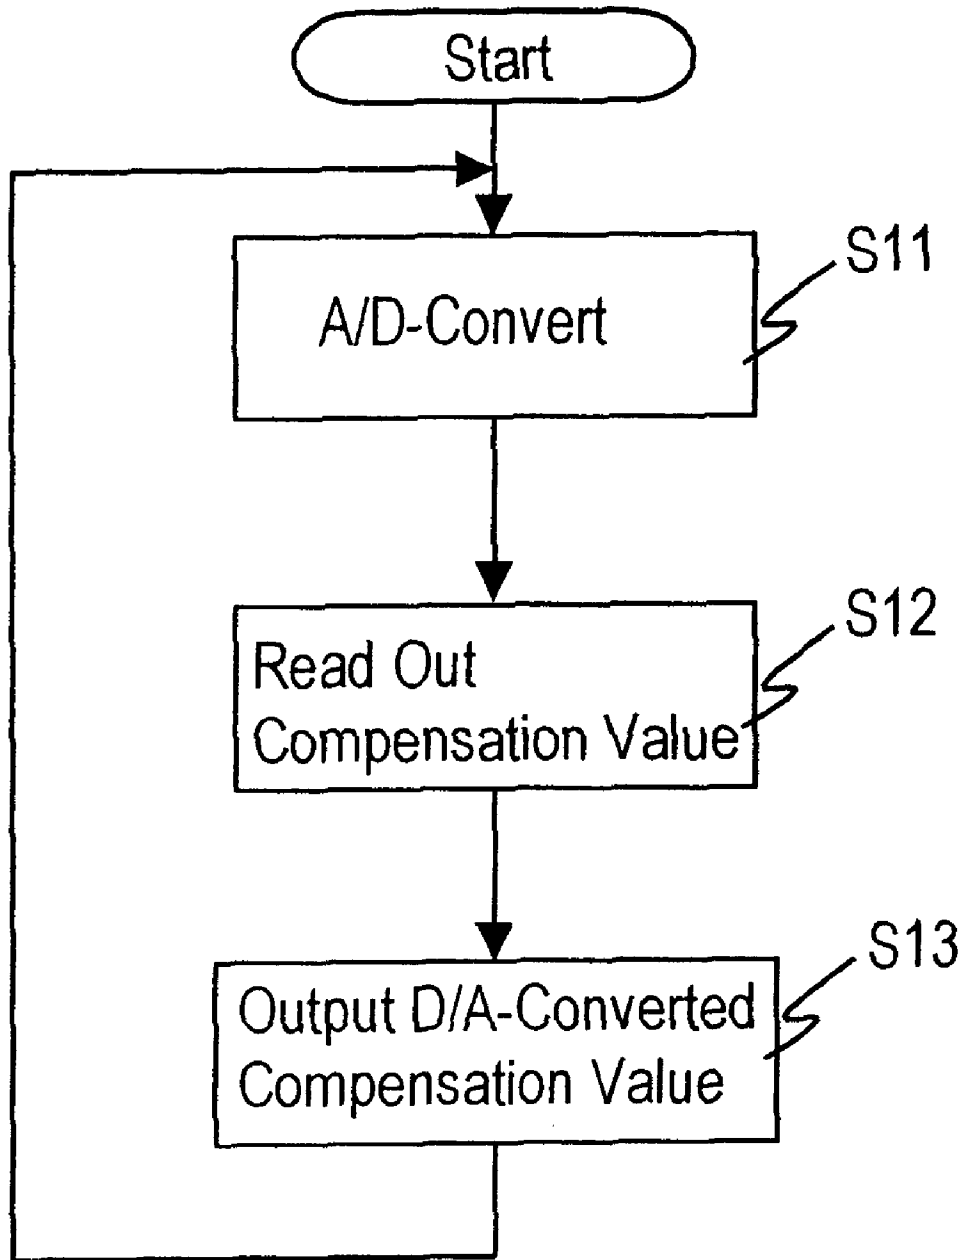 Start
S11
A/D-Convert
S12
Read Out
Compensation Value
S13
Output D/A-Converted
Compensation Value